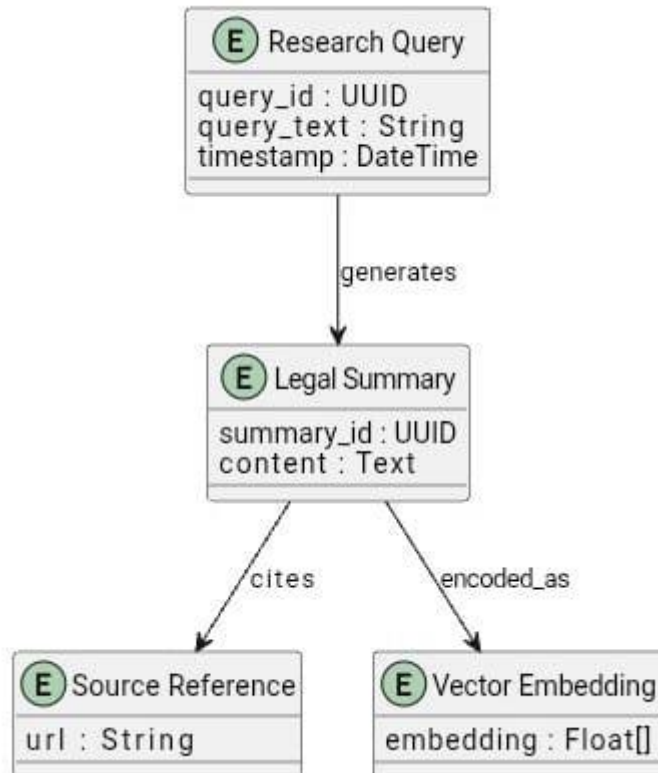 E Research Query
query_id : UUID
query_text : String
timestamp : DateTime
generates
E Legal Summary
summary_id : UUID
content : Text
cites
encoded_as
E Source Reference
url : String
E Vector Embedding
embedding : Float[]